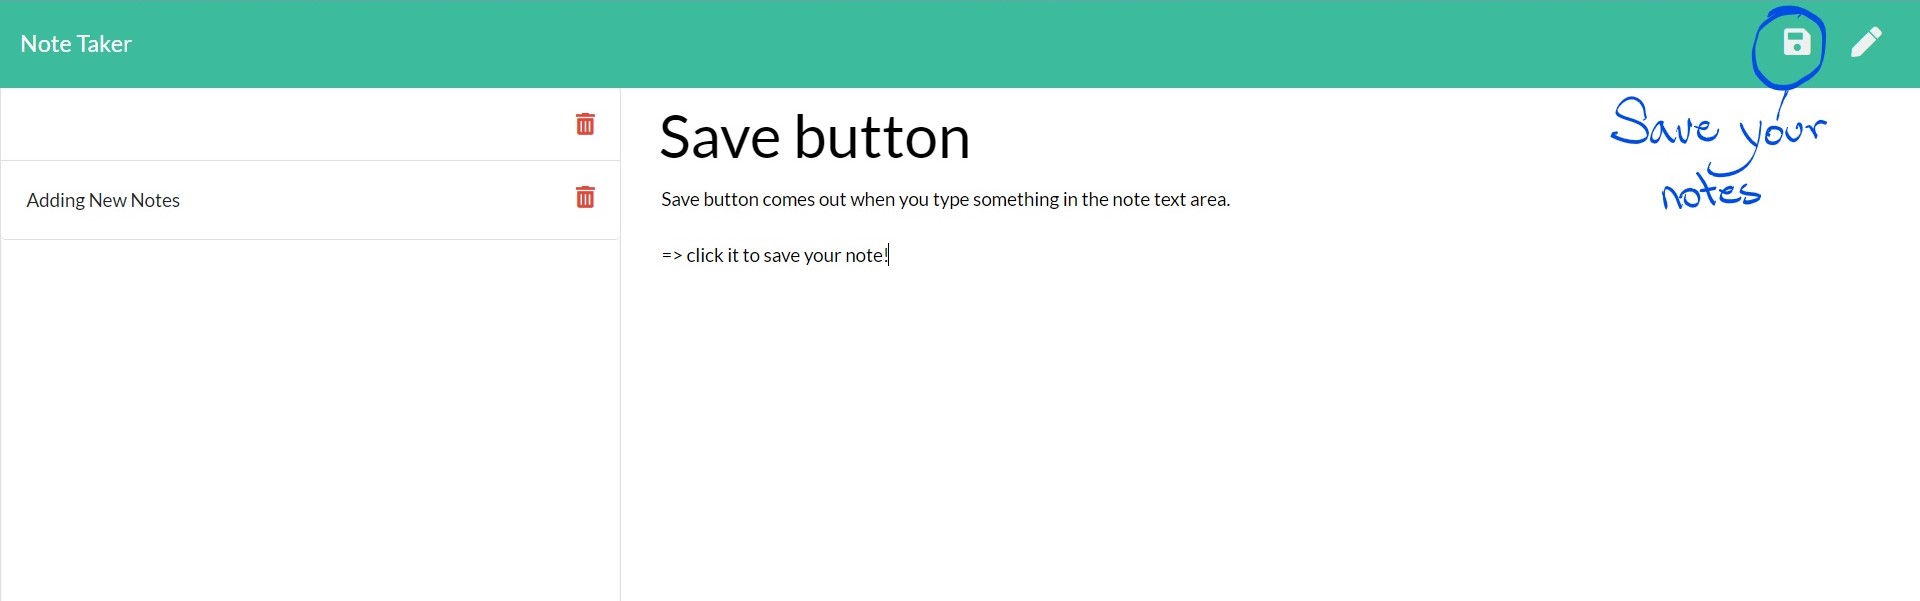 Note Taker
Save your
notes
Adding New Notes
Save button
Save button comes out when you type something in the note text area.
=> click it to save your note!